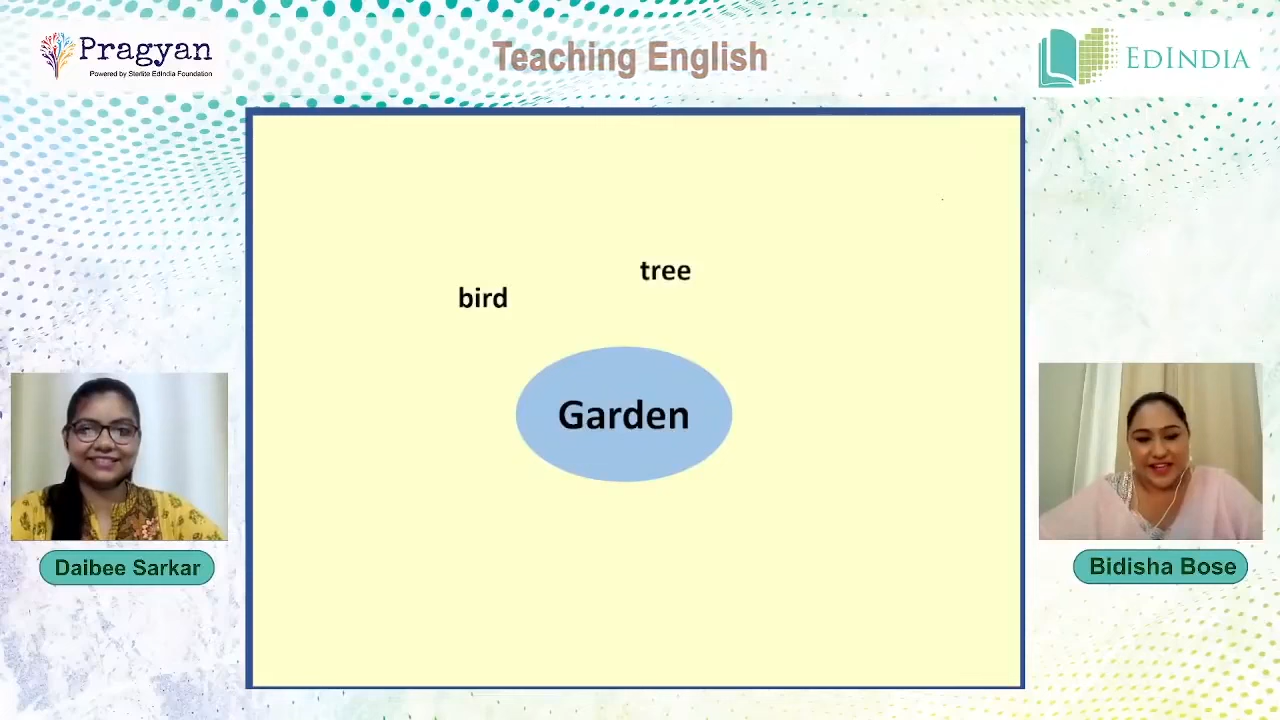 Pragyan
Powered by Sterlite EdIndia Foundation
Teaching English
EDINDIA
tree
bird
Garden
Daibee Sarkar
Bidisha Bose